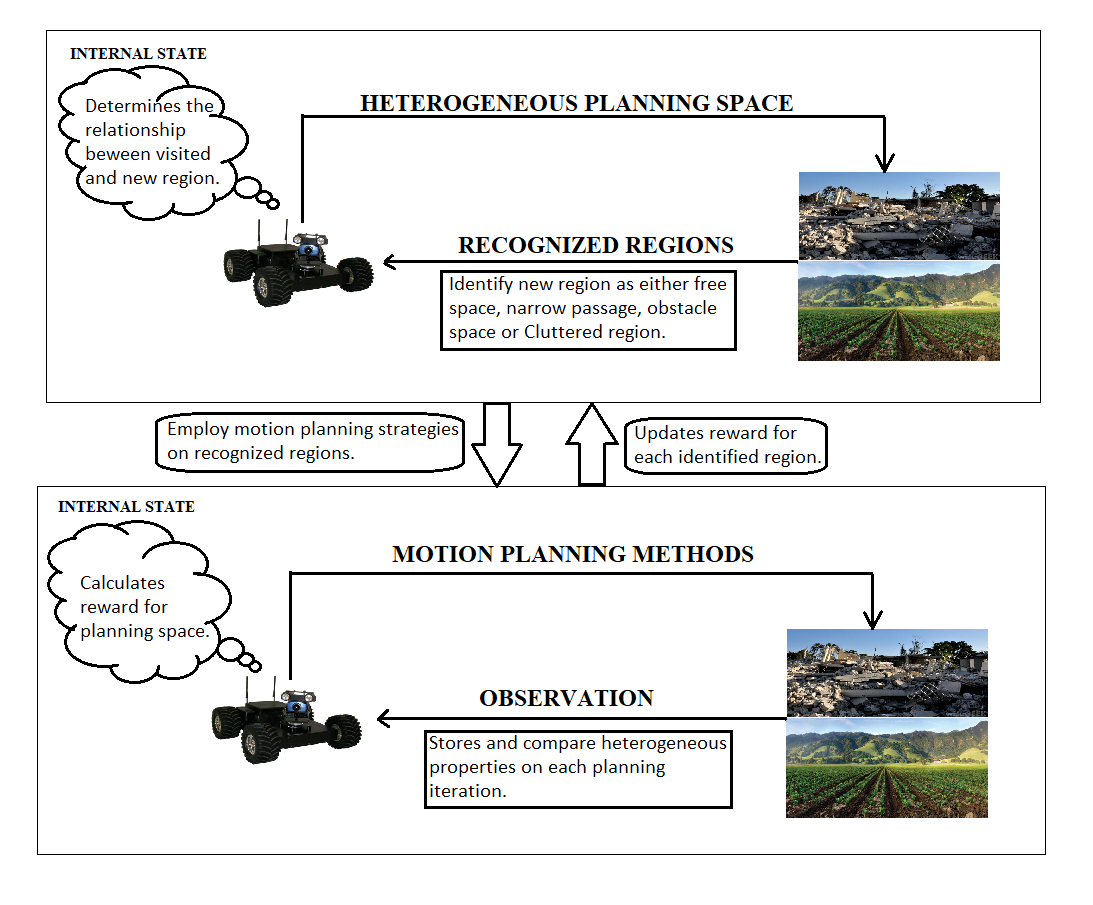 INTERNAL STATE
Determines the
relationship
beween visited
and new region.
HETEROGENEOUS PLANNING SPACE
RECOGNIZED REGIONS
Identify new region as either free
space, narrow passage, obstacle
space or Cluttered region.
Employ motion planning strategies
on recognized regions.
Updates reward for
each identified region.
INTERNAL STATE
Calculates
reward for
planning space.
MOTION PLANNING METHODS
OBSERVATION
Stores and compare heterogeneous
properties on each planning
iteration.